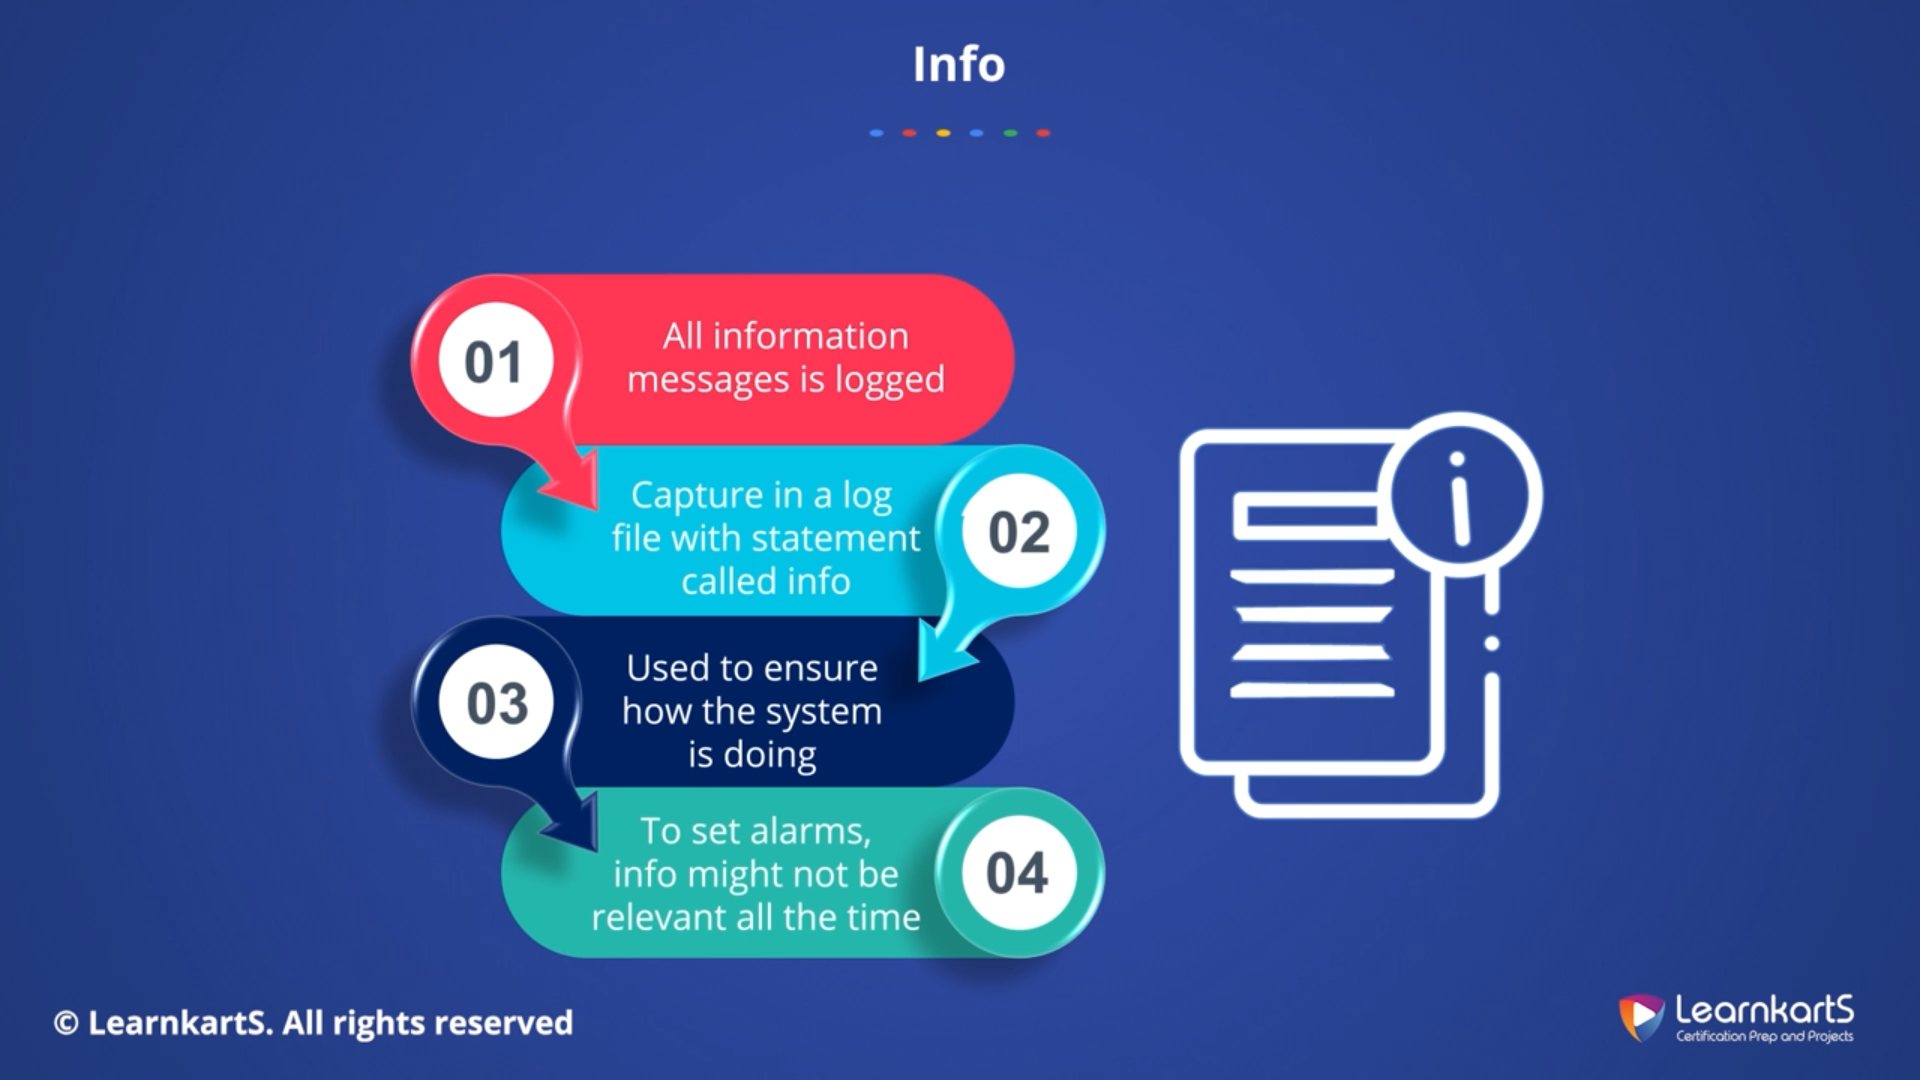 Info
01
All information
messages is logged
Capture in a log
file with statement
called info
02
03
Used to ensure
how the system
is doing
To set alarms,
info might not be
relevant all the time
04
© LearnkartS. All rights reserved
LearnkartS
Certification Prep and Projects